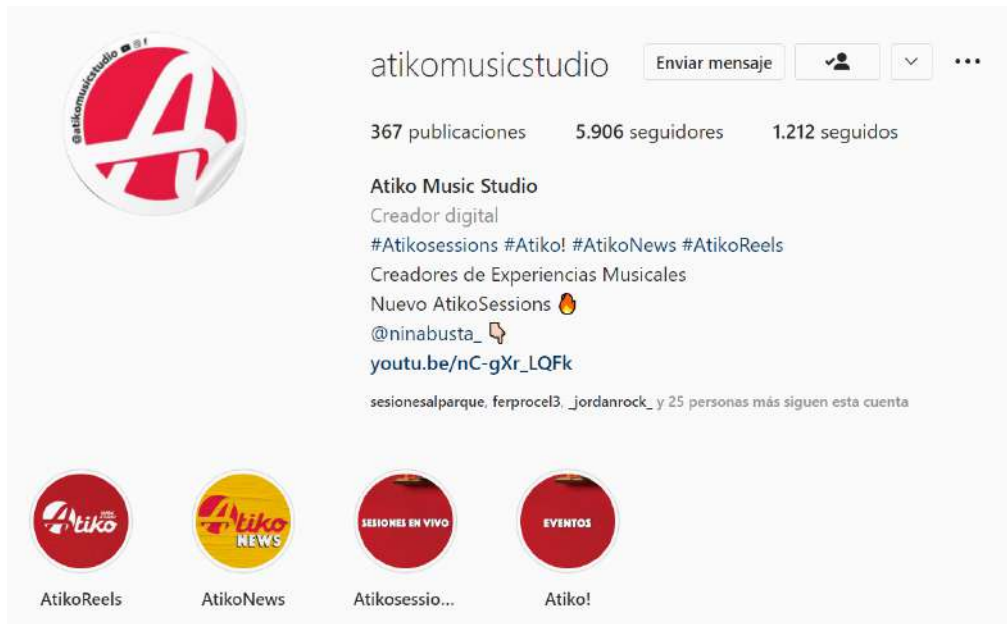 @atikomusicstudio
atikomusicstudio
Enviar mensaje
367 publicaciones
5.906 seguidores
1.212 seguidos
Atiko Music Studio
Creador digital
#Atikosessions #Atiko! #AtikoNews #AtikoReels
Creadores de Experiencias Musicales
Nuevo AtikoSessions 🔥
@ninabusta_ 👇🏻
youtu.be/nC-gXr_LQFk
sesionesalparque, ferprocel3, _jordanrock_ y 25 personas más siguen esta cuenta
Atiko
Atiko
NEWS
SESIONES EN VIVO
EVENTOS
AtikoReels
AtikoNews
Atikosessio...
Atiko!